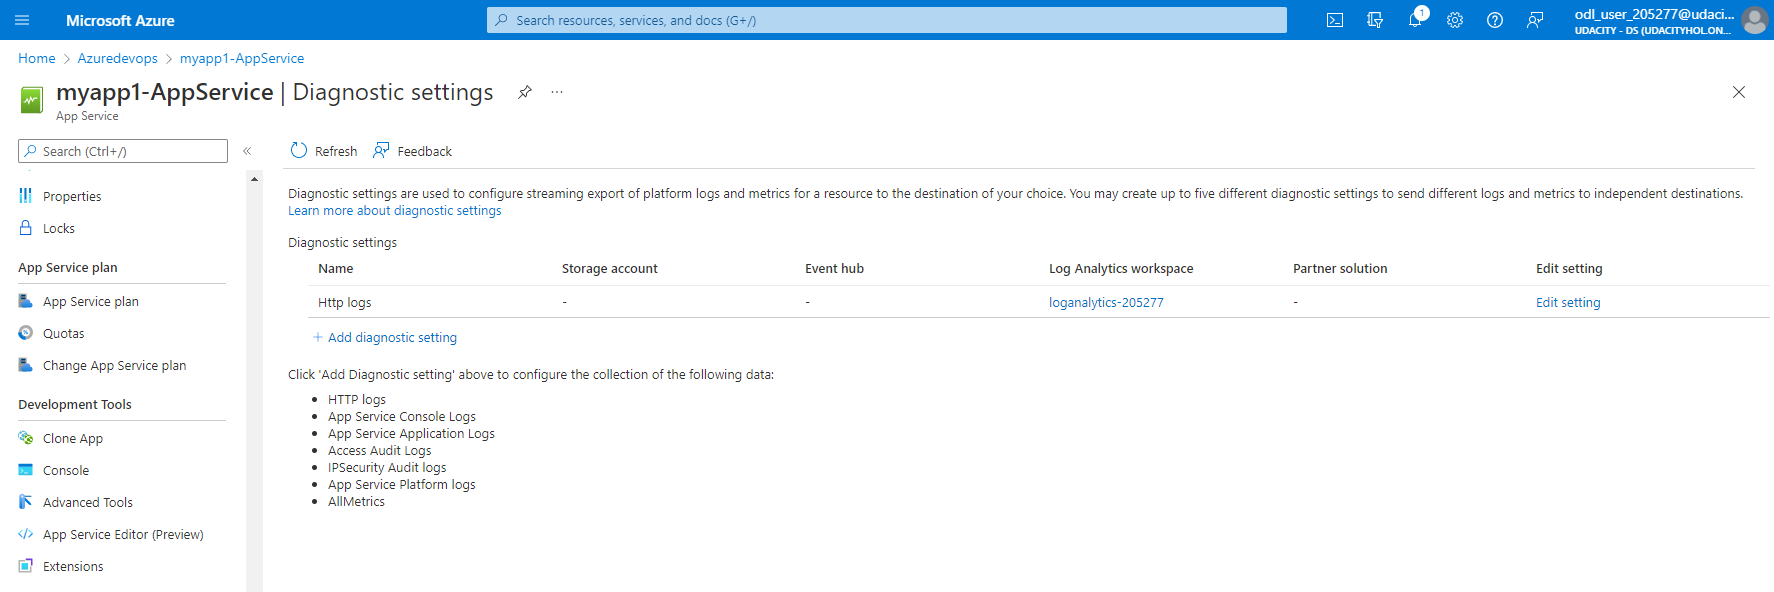 Microsoft Azure
Search resources, services, and docs (G+/)
1
odl_user_205277@udaci...
UDACITY - DS (UDACITYHOL.ON...
Home > Azuredevops > myapp1-AppService
myapp1-AppService | Diagnostic settings
App Service
Search (Ctrl+/)
Properties
Locks
App Service plan
App Service plan
Quotas
Change App Service plan
Development Tools
Clone App
Console
Advanced Tools
App Service Editor (Preview)
Extensions
Refresh Feedback
Diagnostic settings are used to configure streaming export of platform logs and metrics for a resource to the destination of your choice. You may create up to five different diagnostic settings to send different logs and metrics to independent destinations.
Learn more about diagnostic settings
Diagnostic settings
Name Storage account Event hub Log Analytics workspace Partner solution Edit setting
Http logs - - loganalytics-205277 - Edit setting
+ Add diagnostic setting
Click 'Add Diagnostic setting' above to configure the collection of the following data:
• HTTP logs
• App Service Console Logs
• App Service Application Logs
• Access Audit Logs
• IPSecurity Audit logs
• App Service Platform logs
• AllMetrics